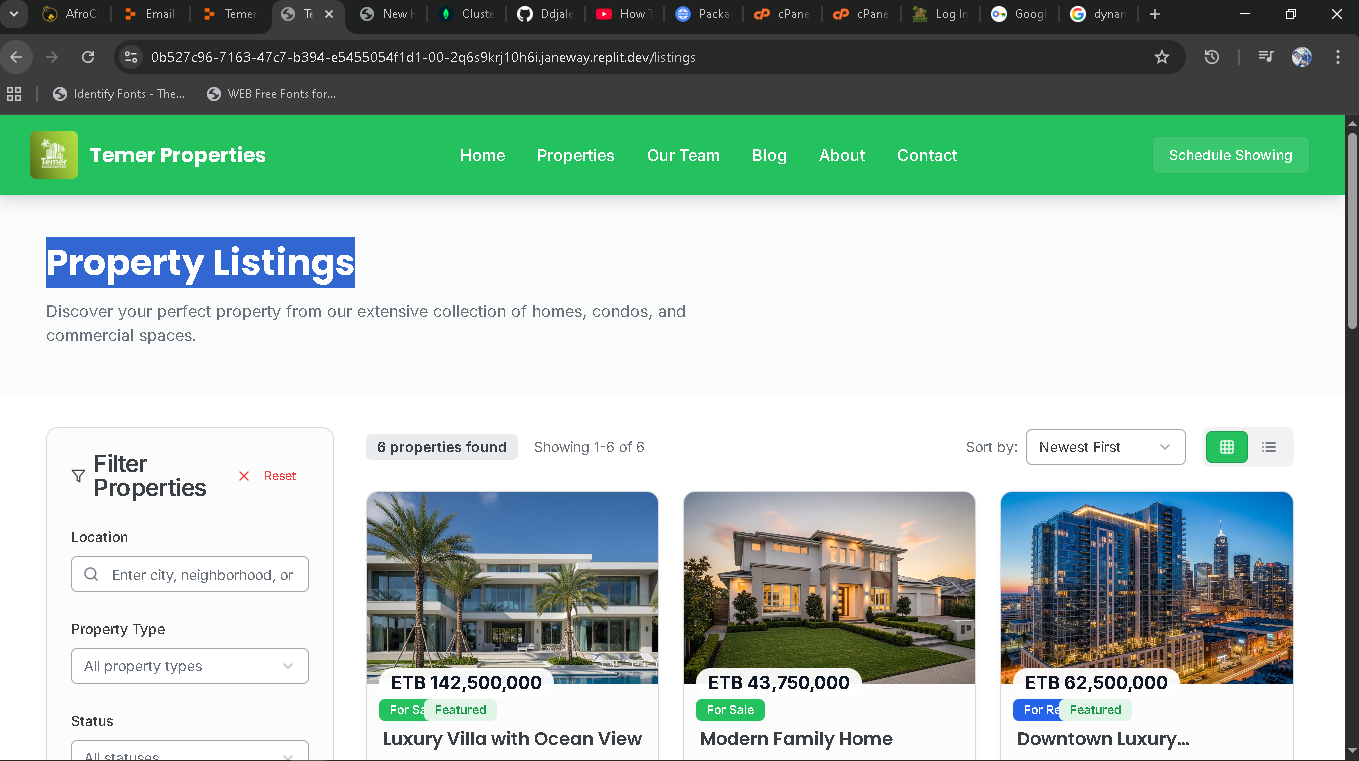 AfroC
Email
Temer
Te
New H
Cluste
Ddjale
How T
Packa
cPane
cPane
Log In
Googl
dynan
0b527c96-7163-47c7-b394-e5455054f1d1-00-2q6s9krj10h6i.janeway.replit.dev/listings
Identify Fonts - The...
WEB Free Fonts for...
Temer
Temer Properties
Home
Properties
Our Team
Blog
About
Contact
Schedule Showing
Property Listings
Discover your perfect property from our extensive collection of homes, condos, and
commercial spaces.
Filter
Properties
Reset
Location
Enter city, neighborhood, or
Property Type
All property types
Status
All statuses
6 properties found
Showing 1-6 of 6
Sort by:
Newest First
ETB 142,500,000
For Sa
Featured
Luxury Villa with Ocean View
ETB 43,750,000
For Sale
Modern Family Home
ETB 62,500,000
For Re
Featured
Downtown Luxury...